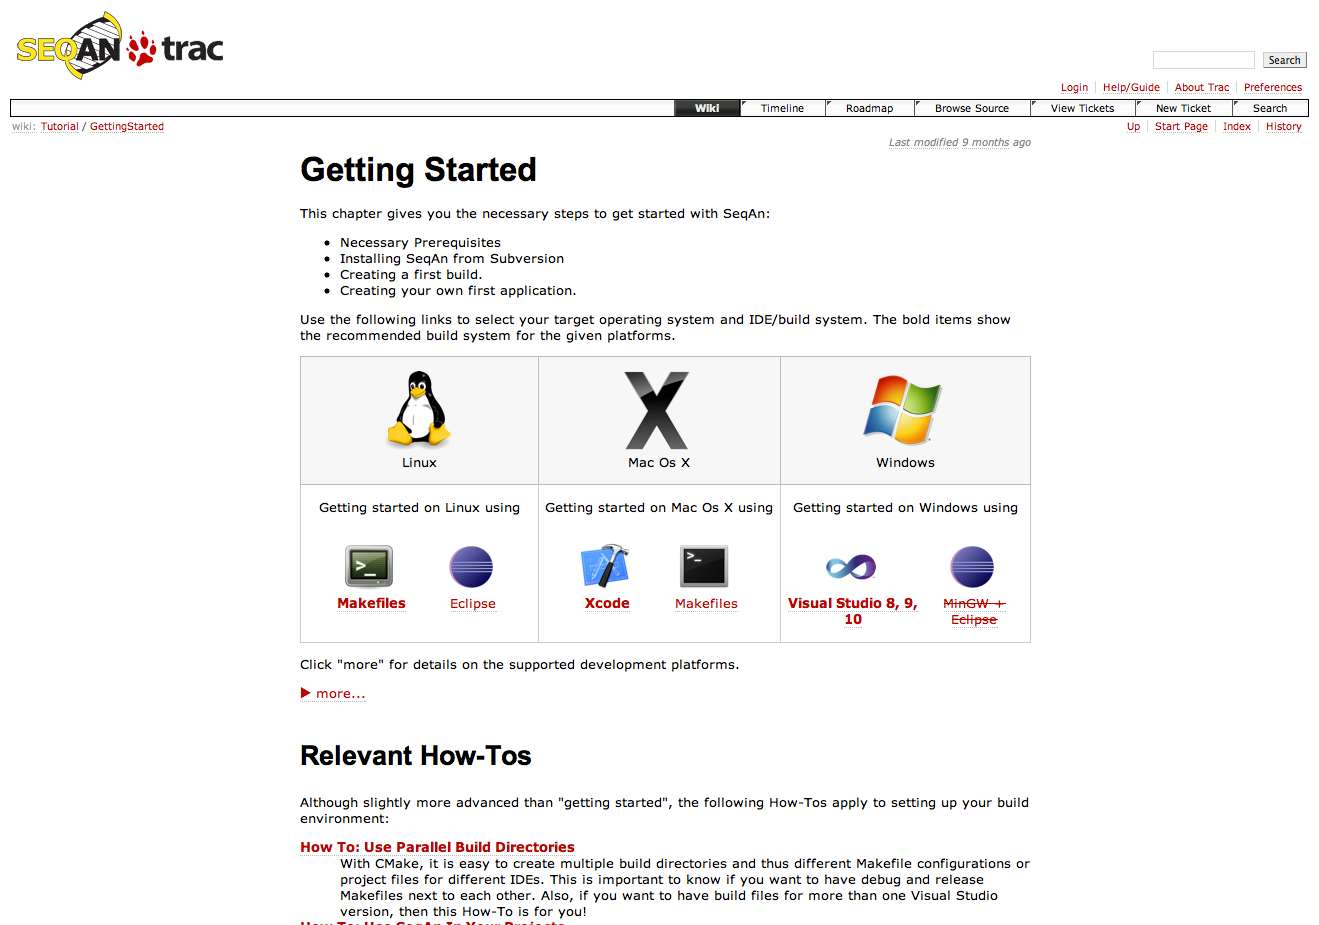 SEQAN trac
Search
Login Help/Guide About Trac Preferences
Wiki Timeline Roadmap Browse Source View Tickets New Ticket Search
wiki: Tutorial / GettingStarted
Up Start Page Index History
Last modified 9 months ago
Getting Started
This chapter gives you the necessary steps to get started with SeqAn:
• Necessary Prerequisites
• Installing SeqAn from Subversion
• Creating a first build.
• Creating your own first application.
Use the following links to select your target operating system and IDE/build system. The bold items show
the recommended build system for the given platforms.
Linux Mac Os X Windows
Getting started on Linux using Getting started on Mac Os X using Getting started on Windows using
Makefiles Eclipse Xcode Makefiles Visual Studio 8, 9, MinGW +
10 Eclipse
Click "more" for details on the supported development platforms.
more...
Relevant How-Tos
Although slightly more advanced than "getting started", the following How-Tos apply to setting up your build
environment:
How To: Use Parallel Build Directories
With CMake, it is easy to create multiple build directories and thus different Makefile configurations or
project files for different IDEs. This is important to know if you want to have debug and release
Makefiles next to each other. Also, if you want to have build files for more than one Visual Studio
version, then this How-To is for you!
How To: Use SeqAn In Your Projects